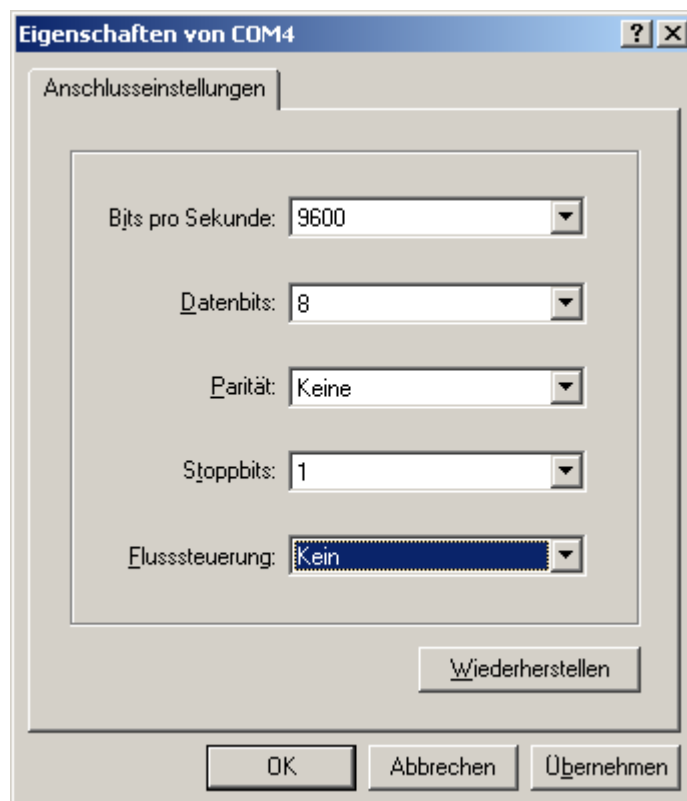 Eigenschaften von COM4
Anschlusseinstellungen
Bits pro Sekunde: 9600
Datenbits: 8
Parität: Keine
Stoppbits: 1
Flusssteuerung: Kein
Wiederherstellen
OK Abbrechen Übernehmen